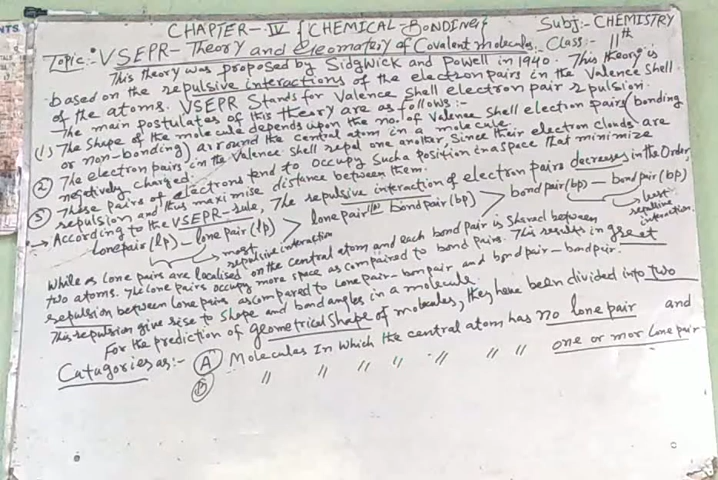 CHAPTER-IV { CHEMICAL-BONDING } Subj:- CHEMISTRY
Topic:- VSEPR-Theory and Geomatery of Covalent molecules. Class:- 11th
This theory was proposed by Sidgwick and Powell in 1940. This theory is
based on the repulsive interactions of the electron pairs in the Valence Shell
of the atoms. VSEPR Stands for Valence Shell electron pair repulsion.
The main postulates of this theory are as follows:-
(1) The Shape of the molecule depends upon the no. of Valence Shell electron pairs (bonding
or non-bonding) around the central atom in a molecule.
(2) The electron pairs in the Valence Shell repel one another, Since their electron clouds are
negetively charged.
(3) These pairs of electrons tend to occupy such a position in a space that minimize
repulsion and thus maximise distance between them.
→ According to the VSEPR-rule, The repulsive interaction of electron pairs decreases in the Order;
lone pair (lp) - lone pair (lp) > lone pair (lp) - bond pair (bp) > bond pair (bp) - bond pair (bp)
most repulsive interaction
least repulsive interaction
While as lone pairs are localised on the central atom and each bond pair is Shared between
two atoms. The lone pairs occupy more space as compared to bond pairs. This results in great
repulsion between lone pairs as compared to lone pair - bon pair and bond pair - bond pair.
This repulsion give rise to Shape and bond angles in a molecule.
For the prediction of geometrical shape of molecules, they have been divided into two
Catagories as:- (A) Molecules In which the central atom has no lone pair and
(B) " " " " " " " one or mor lone pair